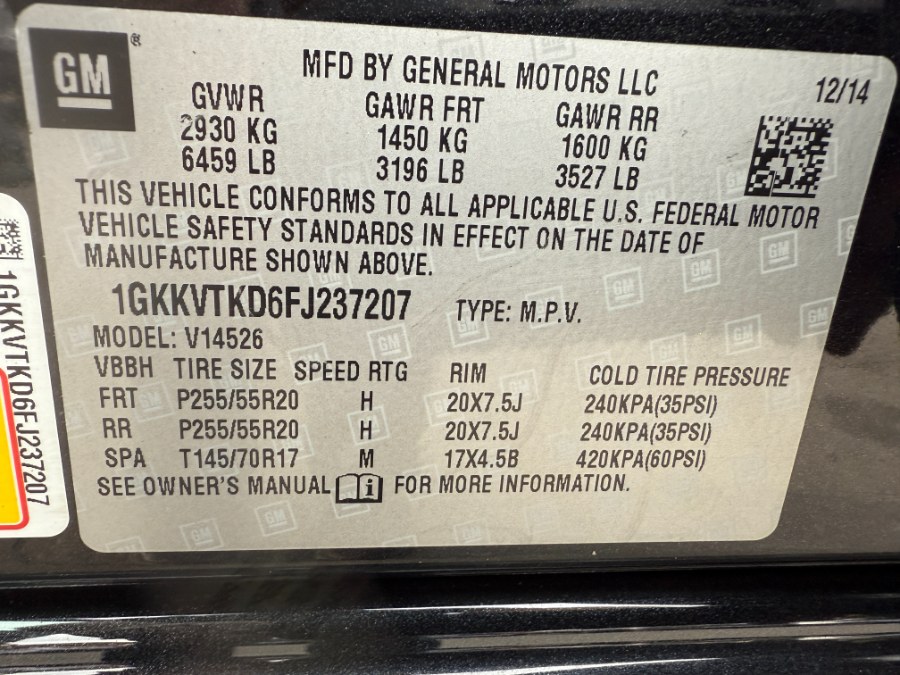 GM
MFD BY GENERAL MOTORS LLC 12/14
GVWR GAWR FRT GAWR RR
2930 KG 1450 KG 1600 KG
6459 LB 3196 LB 3527 LB
THIS VEHICLE CONFORMS TO ALL APPLICABLE U.S. FEDERAL MOTOR
VEHICLE SAFETY STANDARDS IN EFFECT ON THE DATE OF
MANUFACTURE SHOWN ABOVE.
1GKKVTKD6FJ237207 TYPE: M.P.V.
MODEL: V14526
VBBH TIRE SIZE SPEED RTG RIM COLD TIRE PRESSURE
FRT P255/55R20 H 20X7.5J 240KPA(35PSI)
RR P255/55R20 H 20X7.5J 240KPA(35PSI)
SPA T145/70R17 M 17X4.5B 420KPA(60PSI)
SEE OWNER'S MANUAL i FOR MORE INFORMATION.
1GKKVTKD6FJ237207